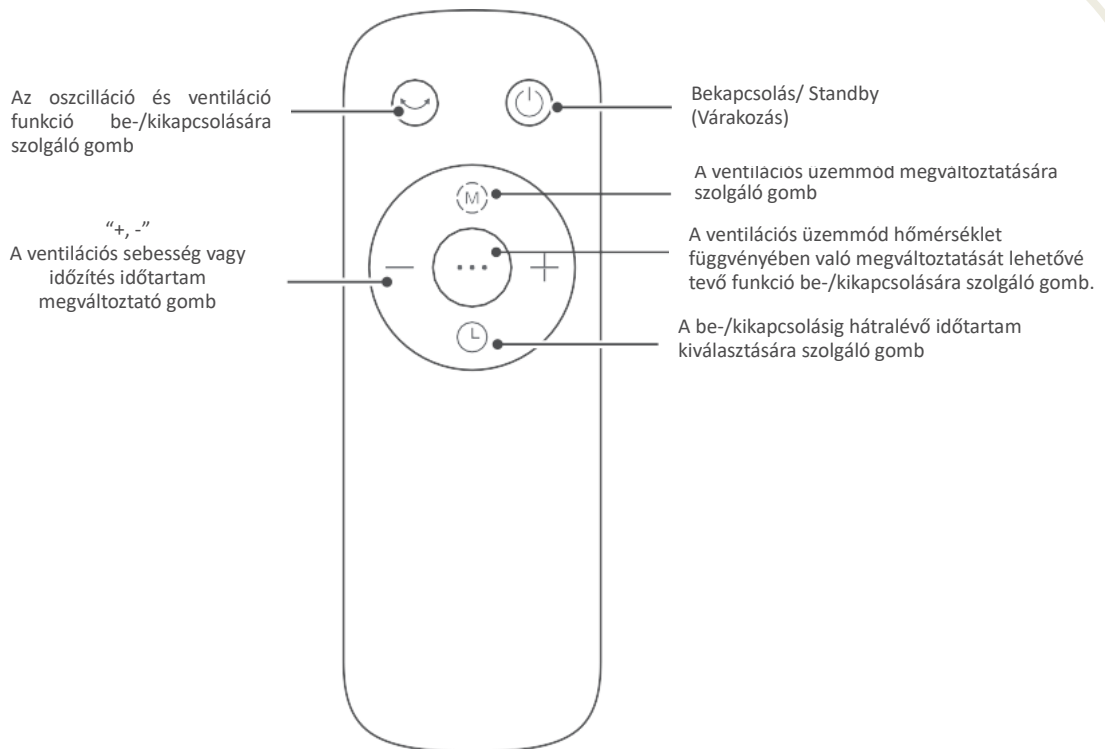 Az oszcilláció és ventiláció
funkció be-/kikapcsolására
szolgáló gomb
Bekapcsolás/ Standby
(Várakozás)
A ventilációs üzemmód megváltoztatására
szolgáló gomb
M
“+, -”
A ventilációs sebesség vagy
időzítés időtartam
megváltoztató gomb
A ventilációs üzemmód hőmérséklet
függvényében való megváltoztatását lehetővé
tevő funkció be-/kikapcsolására szolgáló gomb.
A be-/kikapcsolásig hátralévő időtartam
kiválasztására szolgáló gomb